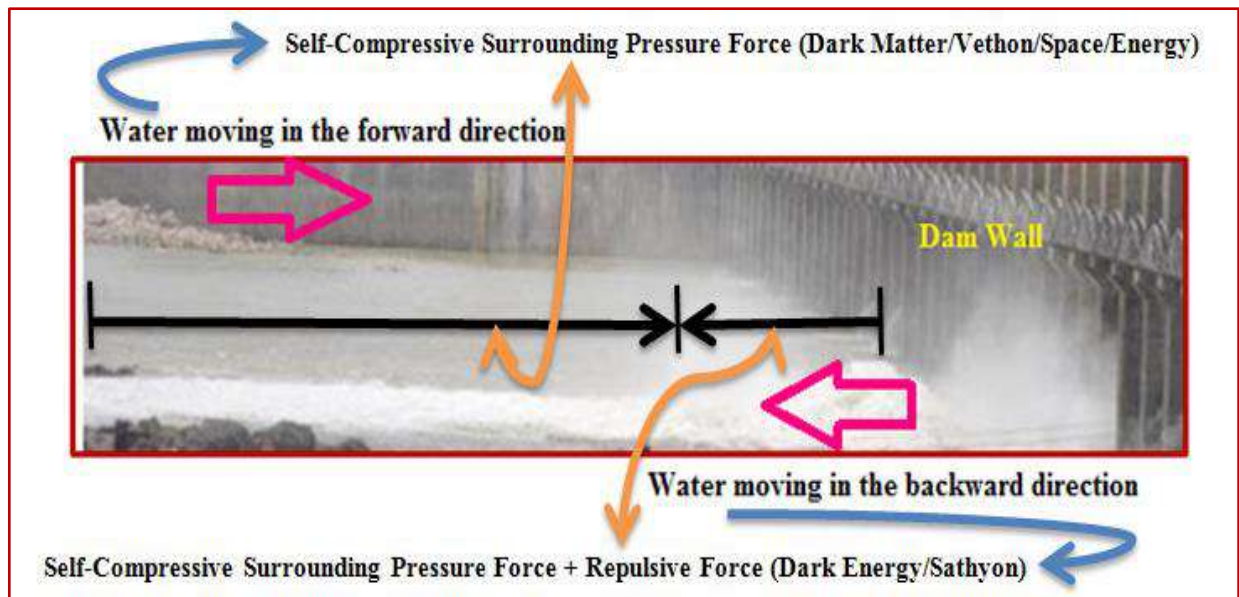 Self-Compressive Surrounding Pressure Force (Dark Matter/Vethon/Space/Energy)
Water moving in the forward direction
Dam Wall
Water moving in the backward direction
Self-Compressive Surrounding Pressure Force + Repulsive Force (Dark Energy/Sathyon)